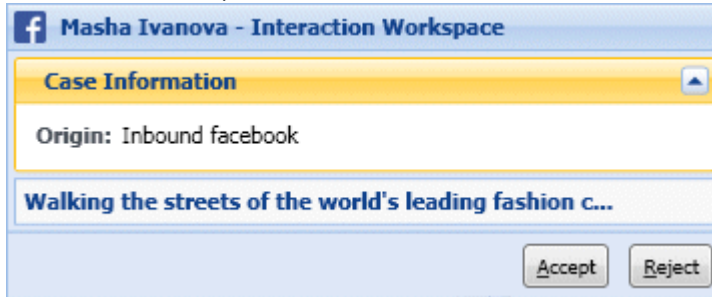 Masha Ivanova - Interaction Workspace
Case Information
Origin: Inbound facebook
Walking the streets of the world's leading fashion c...
Accept Reject